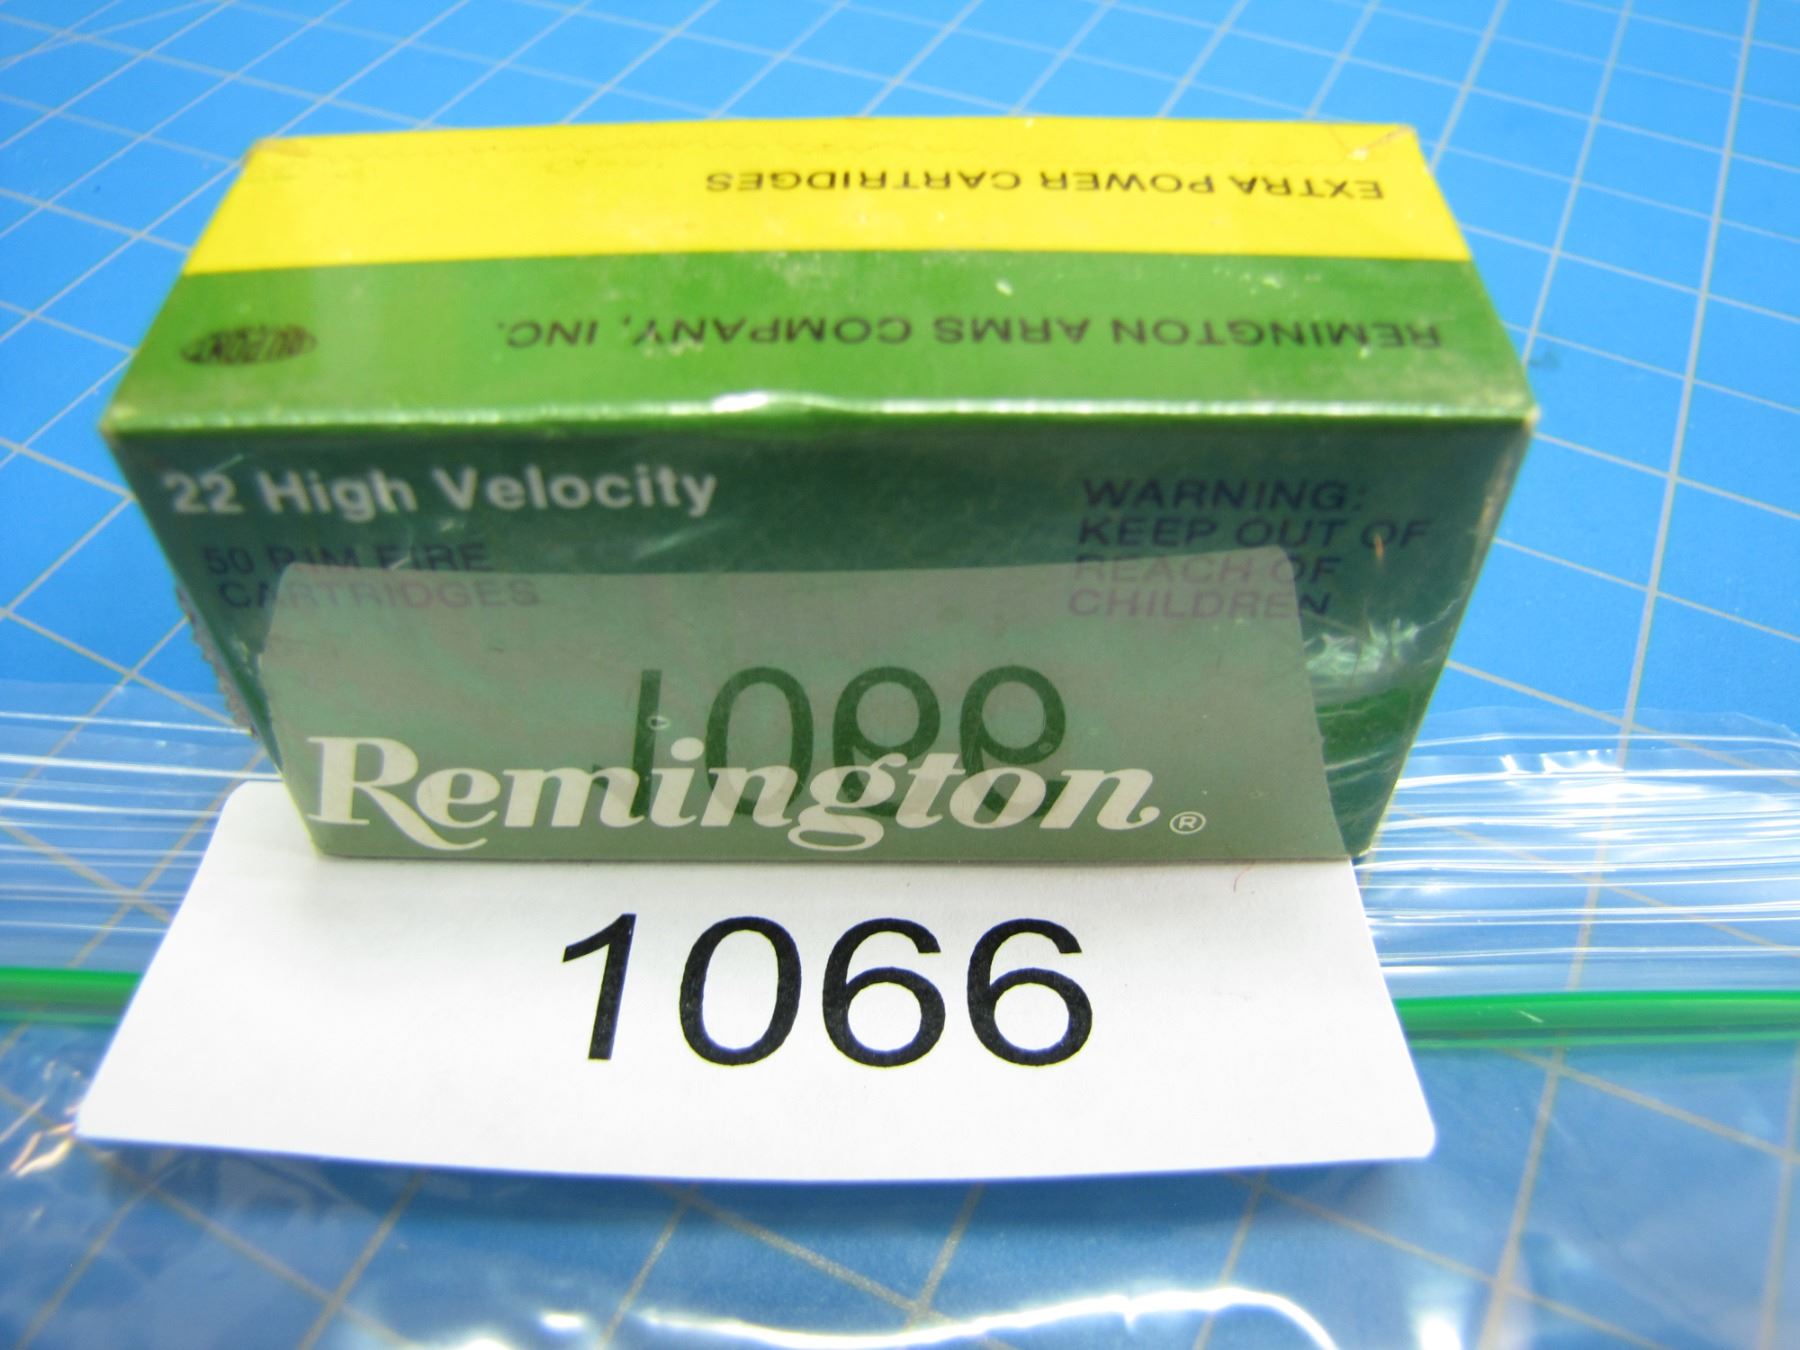 EXTRA POWER CARTRIDGES
REMINGTON ARMS COMPANY, INC.
22 High Velocity
50 RIM FIRE
CARTRIDGES
WARNING:
KEEP OUT OF
REACH OF
CHILDREN
Remington®
1066